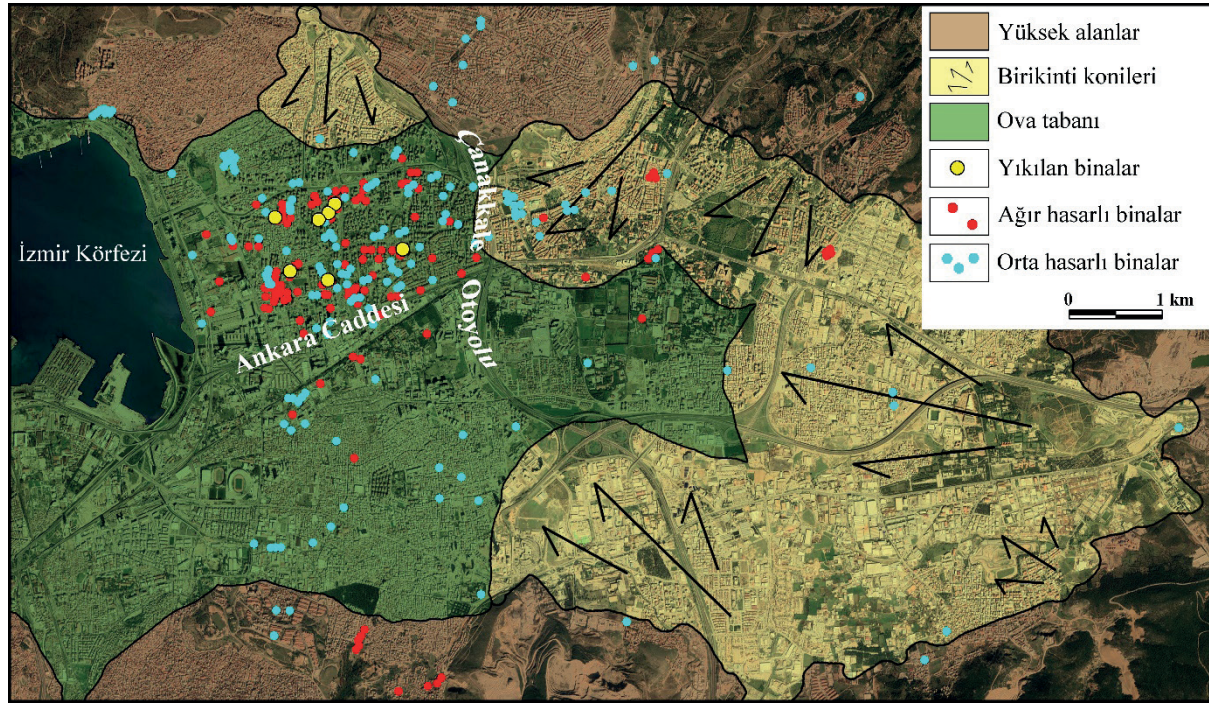 Yüksek alanlar
Birikinti konileri
Ova tabanı
Yıkılan binalar
Ağır hasarlı binalar
Orta hasarlı binalar
0 1 km
İzmir Körfezi
Çanakkale Otoyolu
Ankara Caddesi